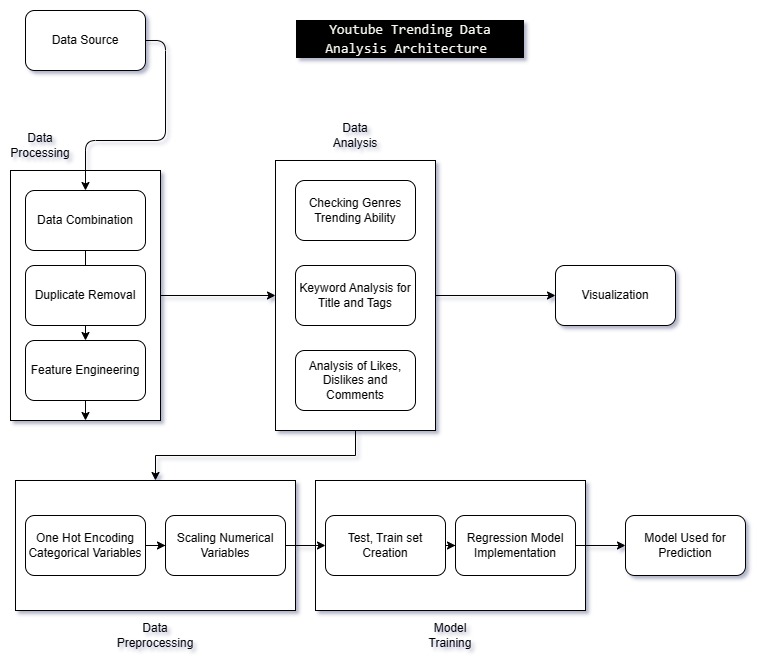 Data Source
Youtube Trending Data
Analysis Architecture
Data
Processing
Data Combination
Duplicate Removal
Feature Engineering
Data
Analysis
Checking Genres
Trending Ability
Keyword Analysis for
Title and Tags
Analysis of Likes,
Dislikes and
Comments
Visualization
One Hot Encoding
Categorical Variables
Scaling Numerical
Variables
Data
Preprocessing
Test, Train set
Creation
Regression Model
Implementation
Model
Training
Model Used for
Prediction